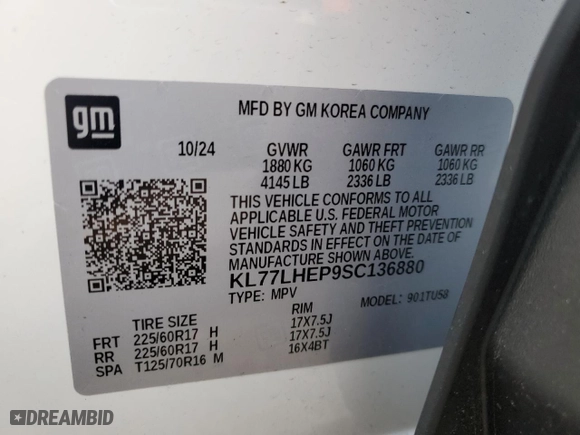 gm
MFD BY GM KOREA COMPANY
10/24 GVWR GAWR FRT GAWR RR
1880 KG 1060 KG 1060 KG
4145 LB 2336 LB 2336 LB
THIS VEHICLE CONFORMS TO ALL
APPLICABLE U.S. FEDERAL MOTOR
VEHICLE SAFETY AND THEFT PREVENTION
STANDARDS IN EFFECT ON THE DATE OF
MANUFACTURE SHOWN ABOVE.
KL77LHEP9SC136880
TYPE: MPV MODEL: 901TU58
TIRE SIZE RIM
FRT 225/60R17 H 17X7.5J
RR 225/60R17 H 17X7.5J
SPA T125/70R16 M 16X4BT
DREAMBID